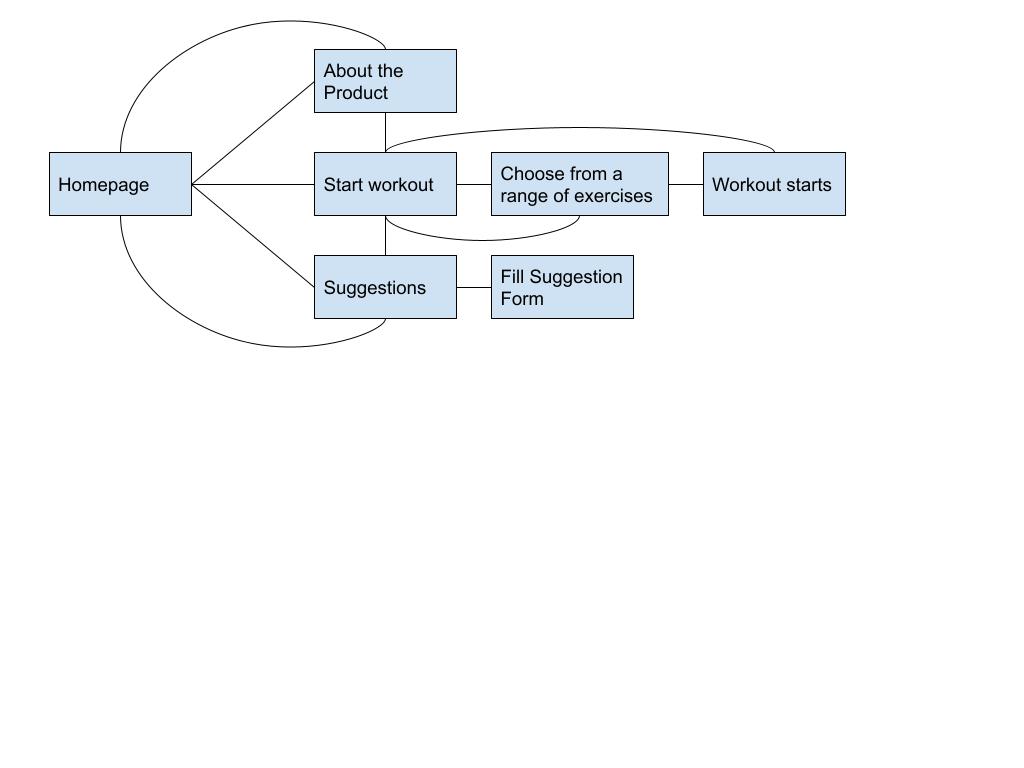 About the
Product
Homepage
Start workout
Choose from a
range of exercises
Workout starts
Suggestions
Fill Suggestion
Form